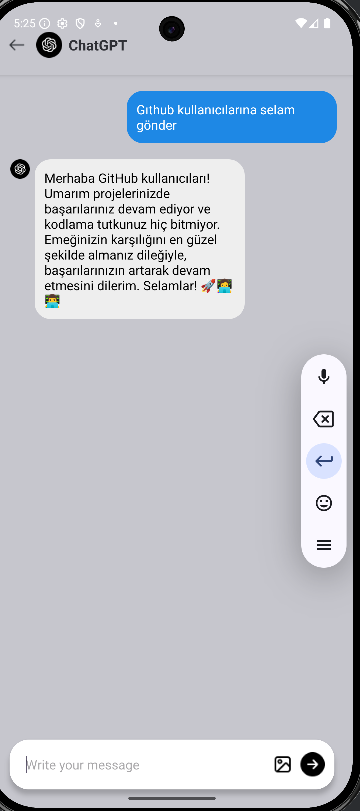 5:25
ChatGPT
Gıthub kullanıcılarına selam
gönder
Merhaba GitHub kullanıcıları!
Umarım projelerinizde
başarılarınız devam ediyor ve
kodlama tutkunuz hiç bitmiyor.
Emeğinizin karşılığını en güzel
şekilde almanız dileğiyle,
başarılarınızın artarak devam
etmesini dilerim. Selamlar! 🚀👩‍💻
👨‍💻
Write your message